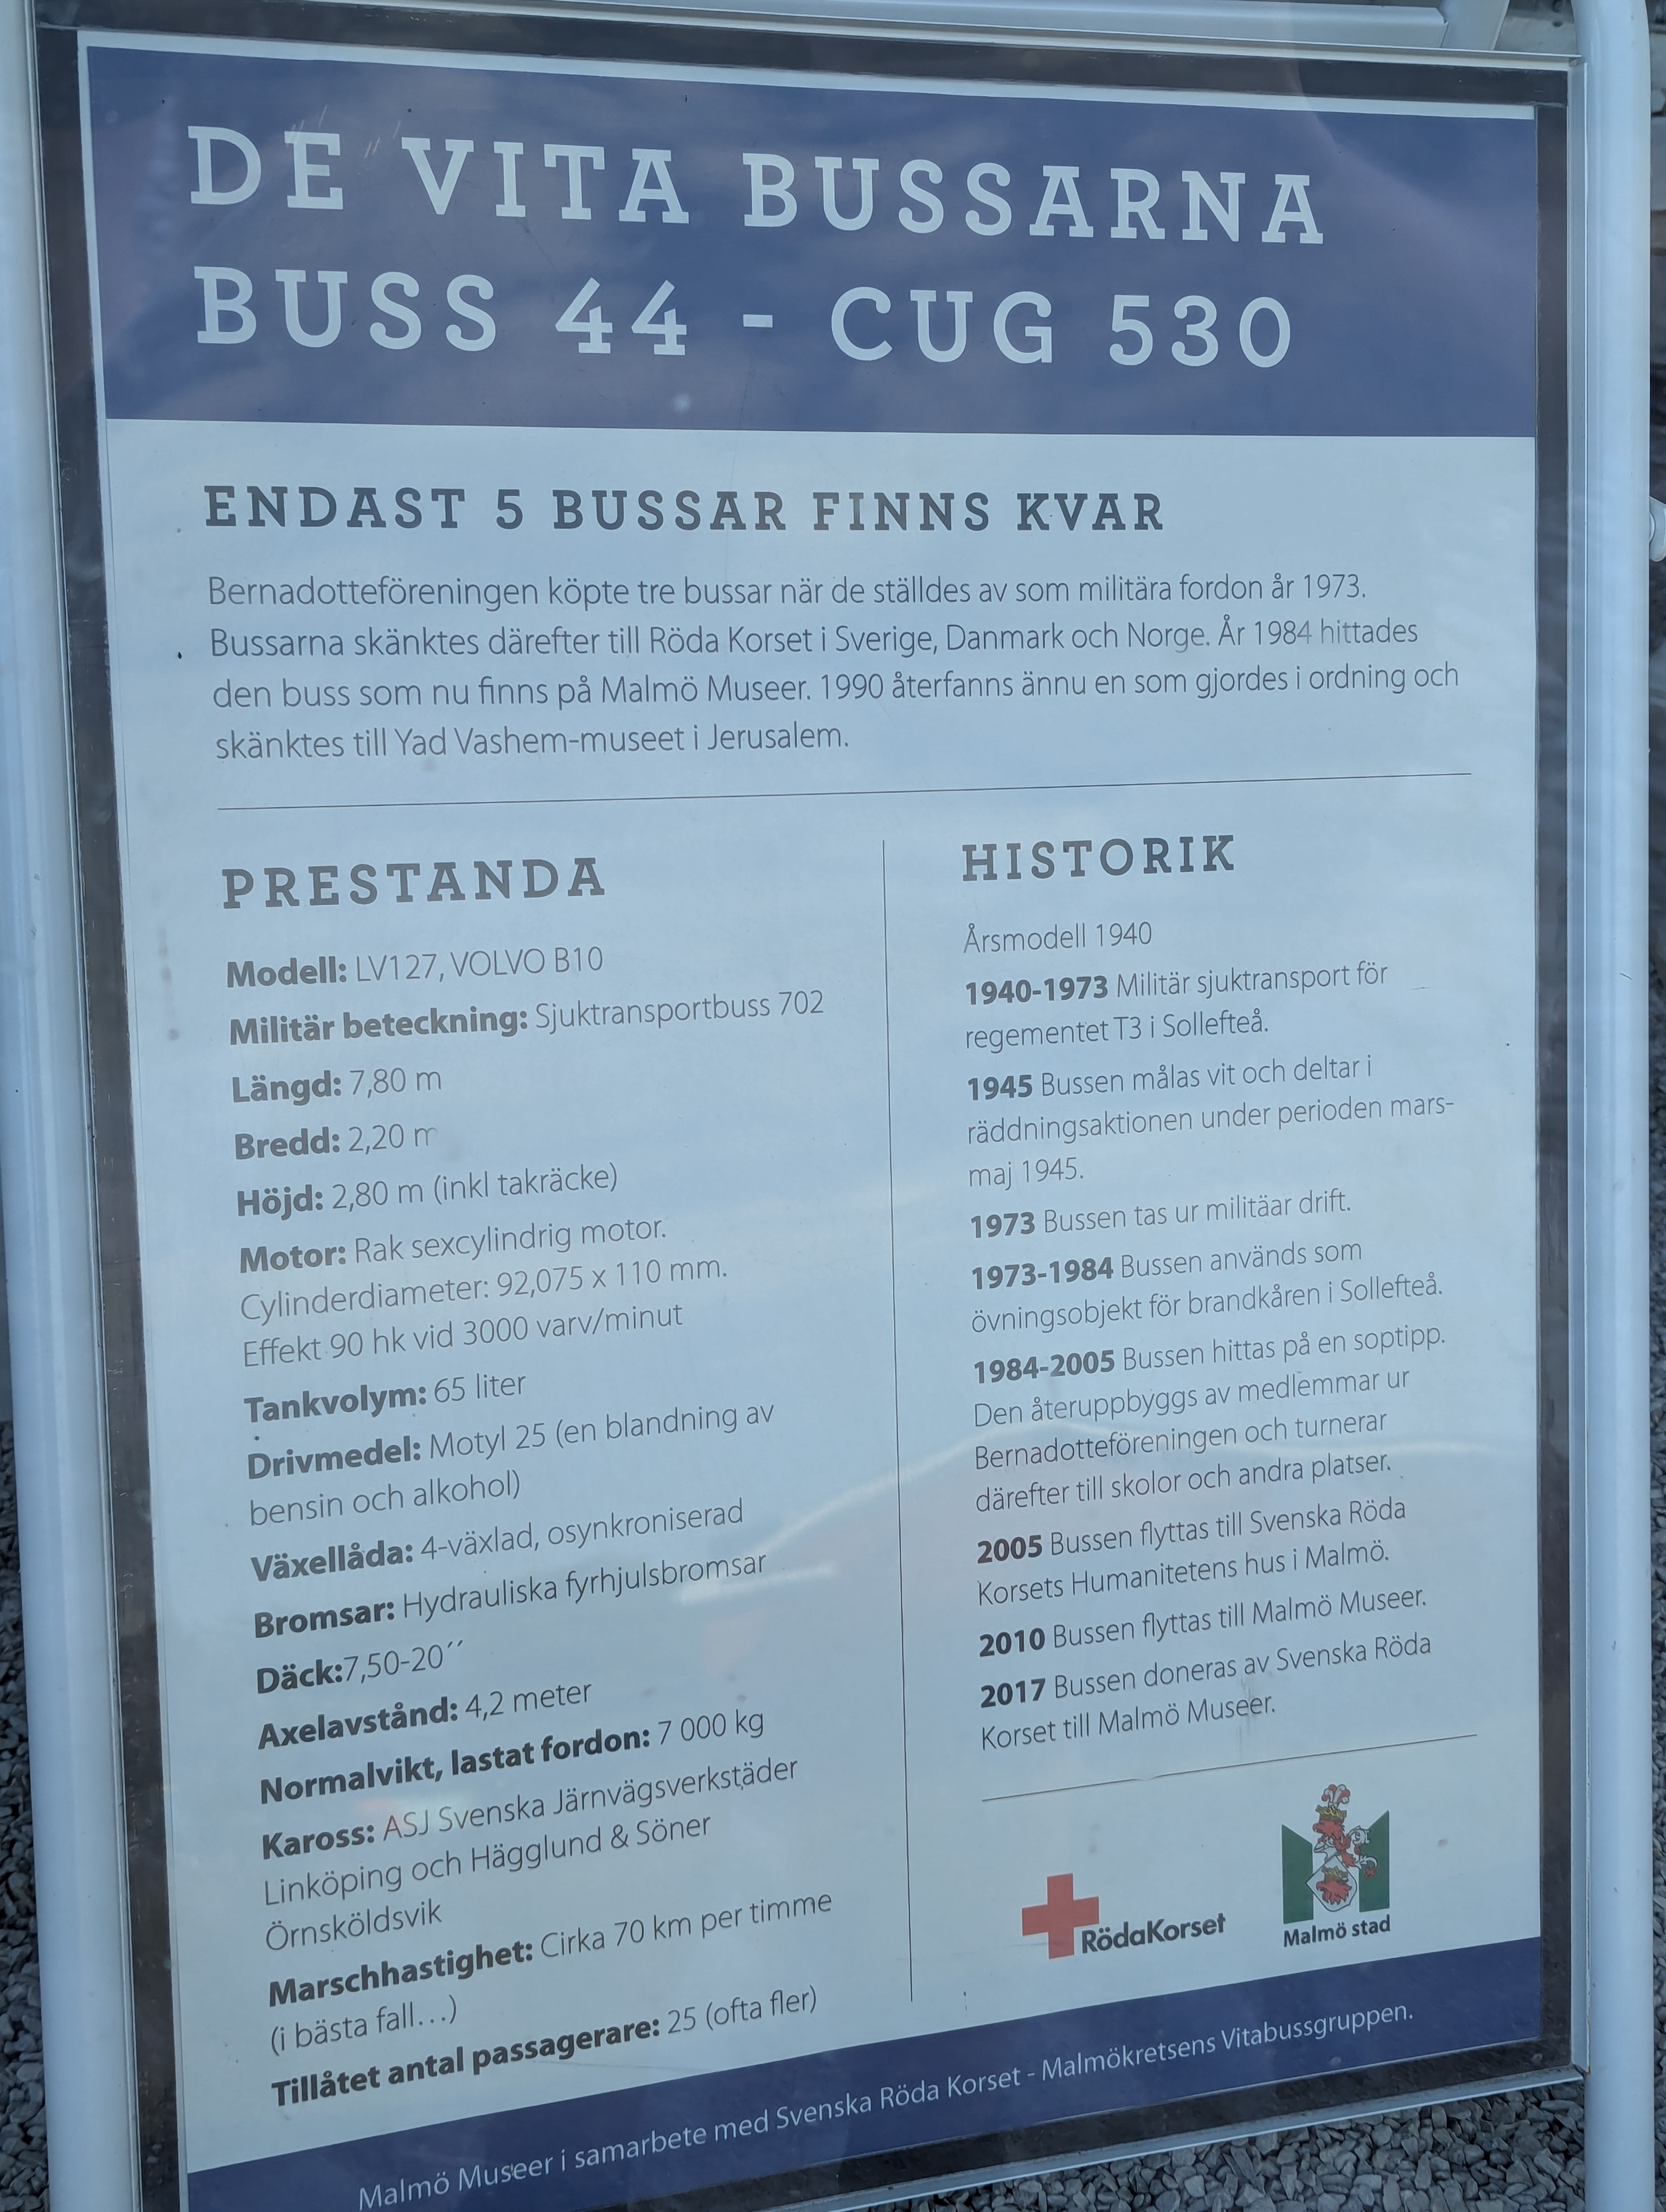 DE VITA BUSSARNA
BUSS 44 - CUG 530
ENDAST 5 BUSSAR FINNS KVAR
Bernadotteföreningen köpte tre bussar när de ställdes av som militära fordon år 1973.
Bussarna skänktes därefter till Röda Korset i Sverige, Danmark och Norge. År 1984 hittades
den buss som nu finns på Malmö Museer. 1990 återfanns ännu en som gjordes i ordning och
skänktes till Yad Vashem-museet i Jerusalem.
PRESTANDA
Modell: LV127, VOLVO B10
Militär beteckning: Sjuktransportbuss 702
Längd: 7,80 m
Bredd: 2,20 m
Höjd: 2,80 m (inkl takräcke)
Motor: Rak sexcylindrig motor.
Cylinderdiameter: 92,075 x 110 mm.
Effekt 90 hk vid 3000 varv/minut
Tankvolym: 65 liter
Drivmedel: Motyl 25 (en blandning av
bensin och alkohol)
Växellåda: 4-växlad, osynkroniserad
Bromsar: Hydrauliska fyrhjulsbromsar
Däck:7,50-20´´
Axelavstånd: 4,2 meter
Normalvikt, lastat fordon: 7 000 kg
Kaross: ASJ Svenska Järnvägsverkstäder
Linköping och Hägglund & Söner
Örnsköldsvik
Marschhastighet: Cirka 70 km per timme
(i bästa fall…)
Tillåtet antal passagerare: 25 (ofta fler)
HISTORIK
Årsmodell 1940
1940-1973 Militär sjuktransport för
regementet T3 i Sollefteå.
1945 Bussen målas vit och deltar i
räddningsaktionen under perioden mars-
maj 1945.
1973 Bussen tas ur militäar drift.
1973-1984 Bussen används som
övningsobjekt för brandkåren i Sollefteå.
1984-2005 Bussen hittas på en soptipp.
Den återuppbyggs av medlemmar ur
Bernadotteföreningen och turnerar
därefter till skolor och andra platser.
2005 Bussen flyttas till Svenska Röda
Korsets Humanitetens hus i Malmö.
2010 Bussen flyttas till Malmö Museer.
2017 Bussen doneras av Svenska Röda
Korset till Malmö Museer.
RödaKorset
Malmö stad
Malmö Museer i samarbete med Svenska Röda Korset - Malmökretsens Vitabussgruppen.